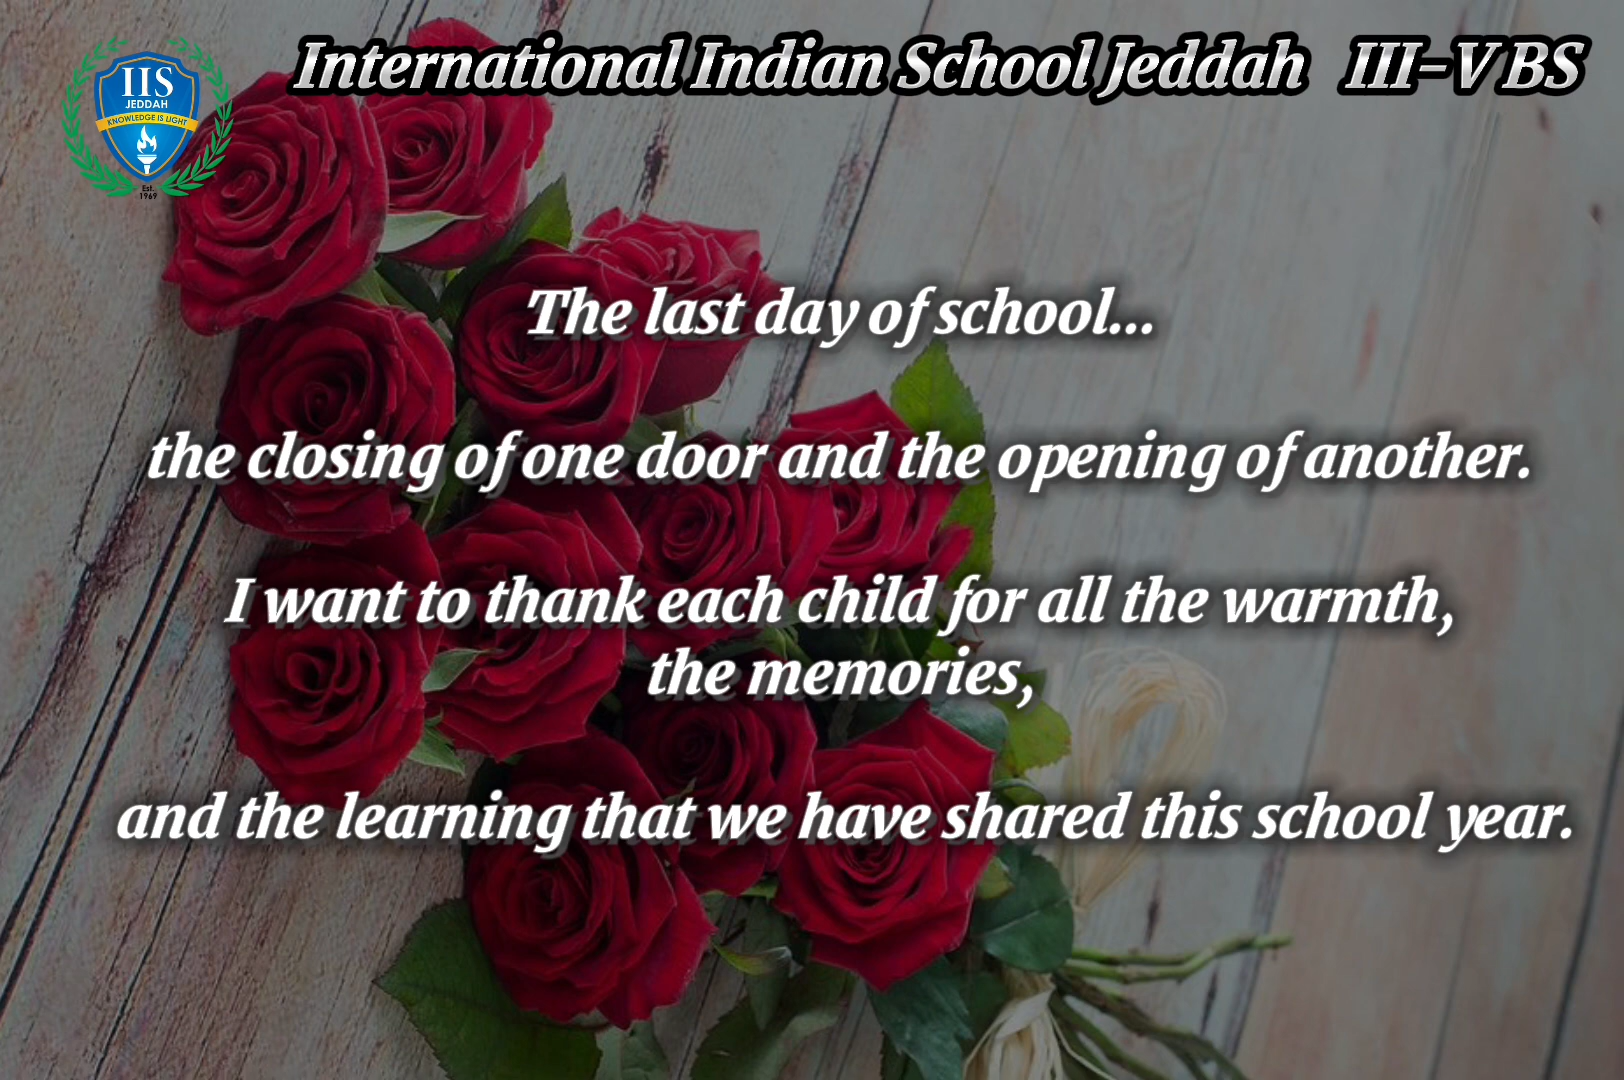 International Indian School Jeddah III-V BS
IIS
JEDDAH
KNOWLEDGE IS LIGHT
Est.
1969
The last day of school...
the closing of one door and the opening of another.
I want to thank each child for all the warmth,
the memories,
and the learning that we have shared this school year.